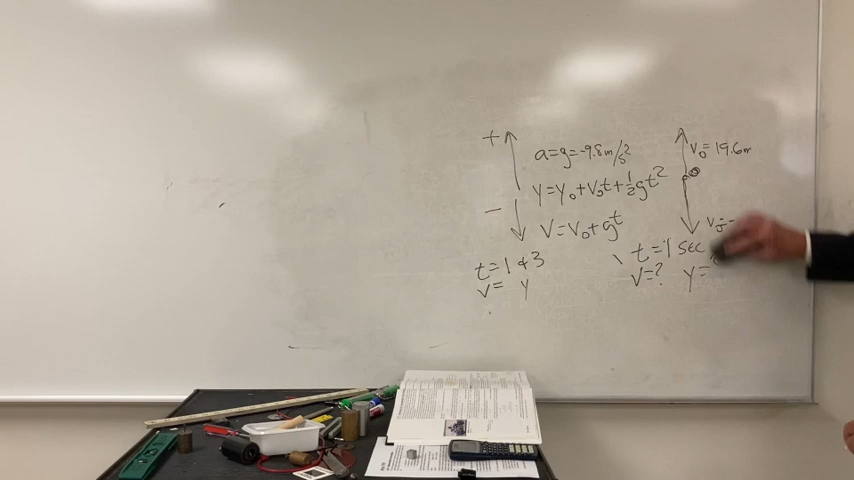 +
a=g=-9.8m/s²
V₀=19.6m
y=y₀+V₀t+½gt²
−
V=V₀+gt
t=1 & 3
t=1 sec
V= y
V=? y=